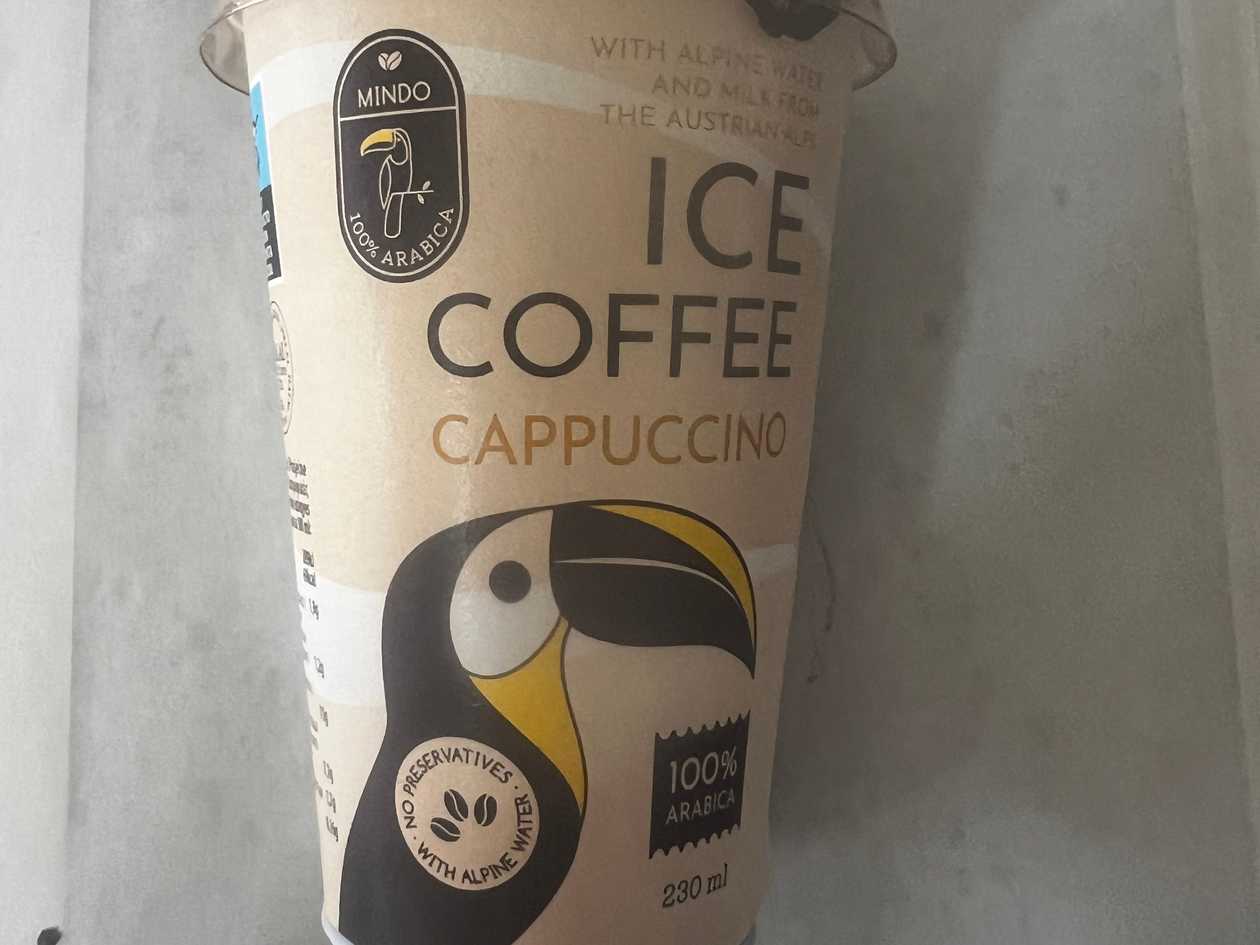 MINDO
100% ARABICA
WITH ALPINE WATER
AND MILK FROM
THE AUSTRIAN ALPS
ICE
COFFEE
CAPPUCCINO
· NO PRESERVATIVES ·
WITH ALPINE WATER
100%
ARABICA
230 ml